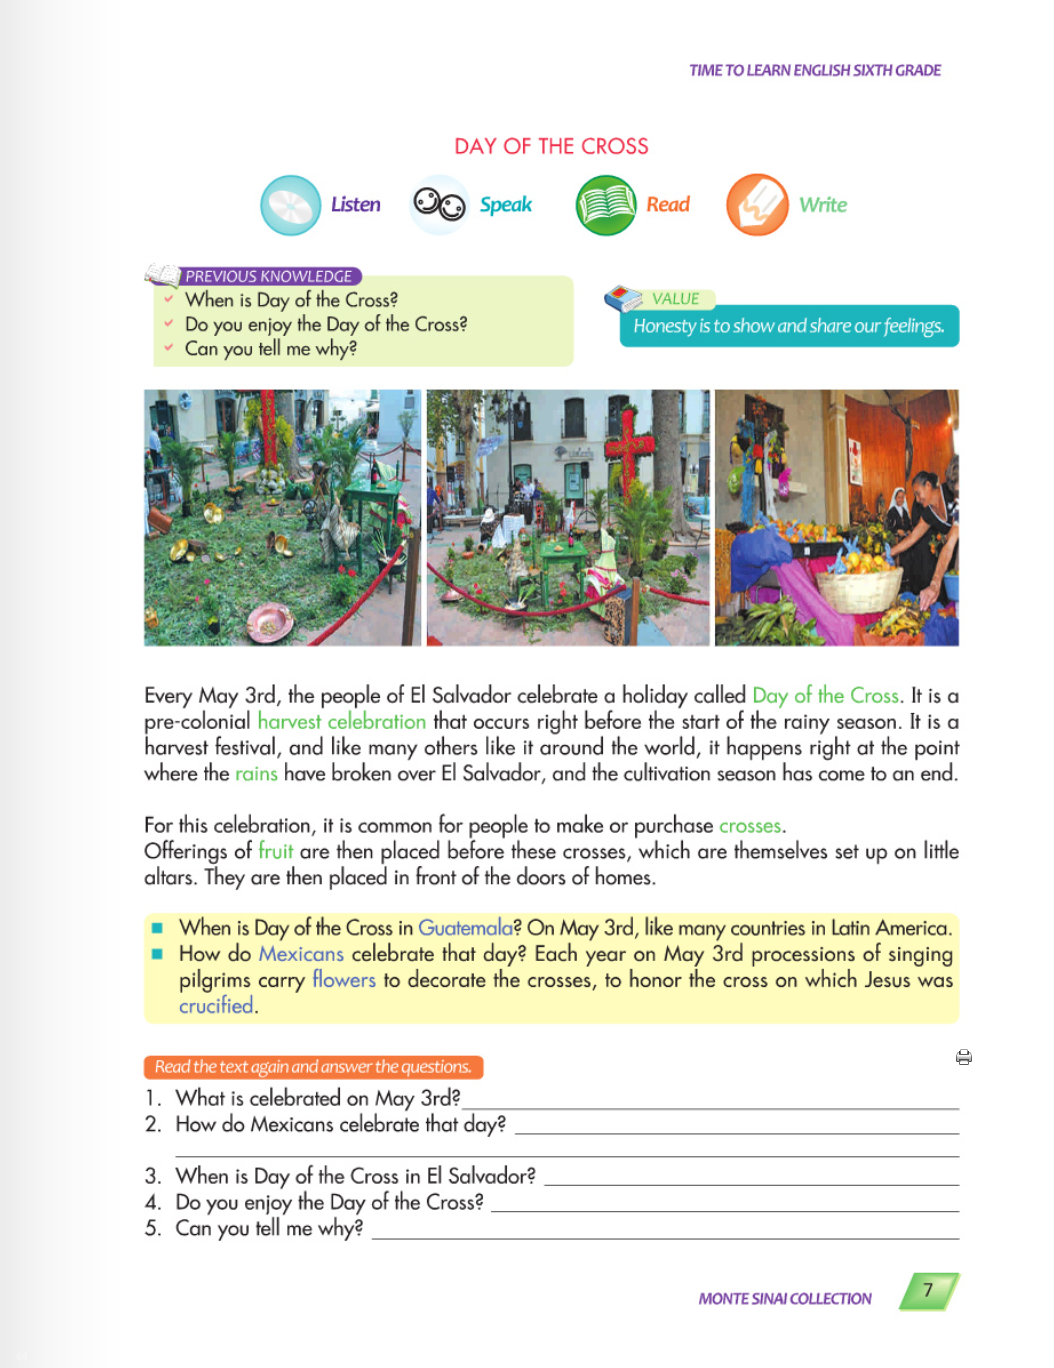 TIME TO LEARN ENGLISH SIXTH GRADE
DAY OF THE CROSS
Listen
Speak
Read
Write
PREVIOUS KNOWLEDGE
When is Day of the Cross?
Do you enjoy the Day of the Cross?
Can you tell me why?
VALUE
Honesty is to show and share our feelings.
Every May 3rd, the people of El Salvador celebrate a holiday called Day of the Cross. It is a
pre-colonial harvest celebration that occurs right before the start of the rainy season. It is a
harvest festival, and like many others like it around the world, it happens right at the point
where the rains have broken over El Salvador, and the cultivation season has come to an end.
For this celebration, it is common for people to make or purchase crosses.
Offerings of fruit are then placed before these crosses, which are themselves set up on little
altars. They are then placed in front of the doors of homes.
When is Day of the Cross in Guatemala? On May 3rd, like many countries in Latin America.
How do Mexicans celebrate that day? Each year on May 3rd processions of singing
pilgrims carry flowers to decorate the crosses, to honor the cross on which Jesus was
crucified.
Read the text again and answer the questions.
1. What is celebrated on May 3rd?
2. How do Mexicans celebrate that day?
3. When is Day of the Cross in El Salvador?
4. Do you enjoy the Day of the Cross?
5. Can you tell me why?
MONTE SINAI COLLECTION
7